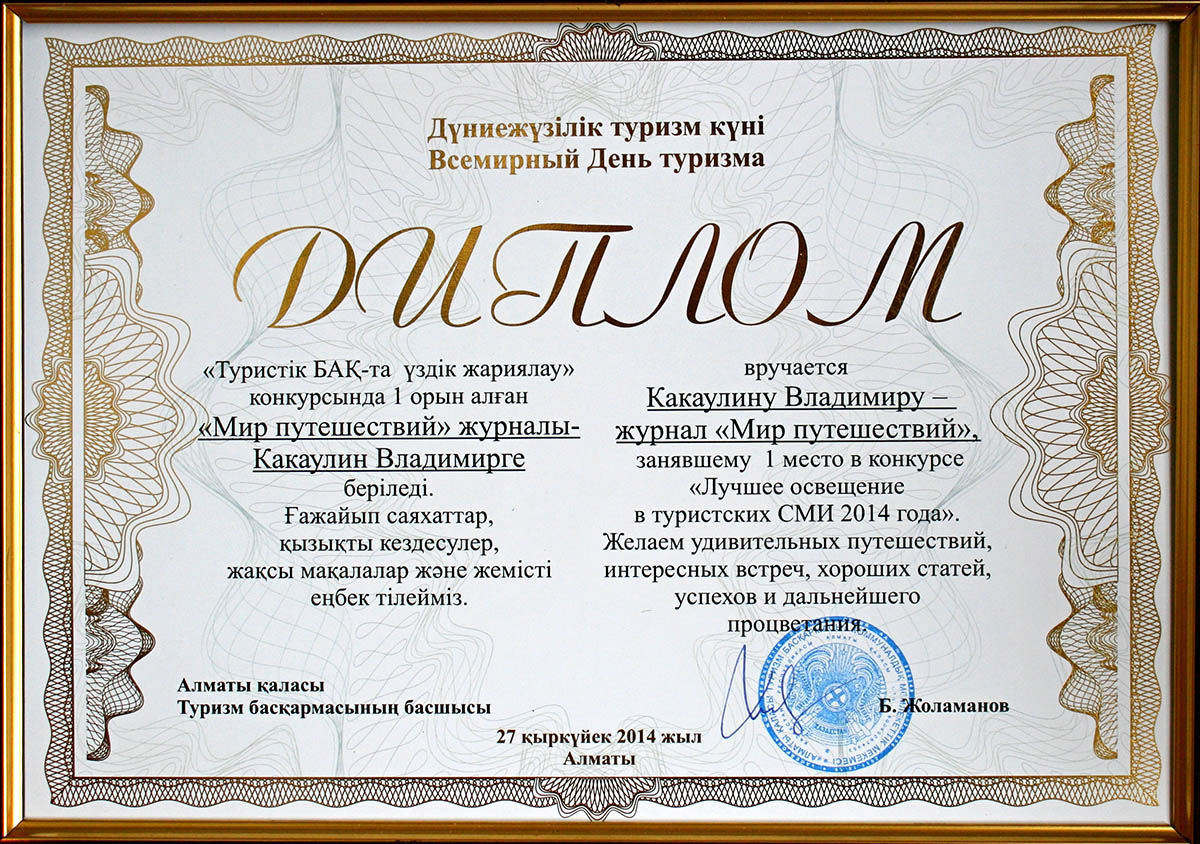 Дүниежүзілік туризм күні
Всемирный День туризма
ДИПЛОМ
«Туристік БАҚ-та үздік жариялау»
конкурсында 1 орын алған
«Мир путешествий» журналы-
Какаулин Владимирге
беріледі.
Ғажайып саяхаттар,
қызықты кездесулер,
жақсы мақалалар және жемісті
еңбек тілейміз.
вручается
Какаулину Владимиру –
журнал «Мир путешествий»,
занявшему 1 место в конкурсе
«Лучшее освещение
в туристских СМИ 2014 года».
Желаем удивительных путешествий,
интересных встреч, хороших статей,
успехов и дальнейшего
процветания.
Алматы қаласы
Туризм басқармасының басшысы
Б. Жоламанов
27 қыркүйек 2014 жыл
Алматы
ҚАЗАҚСТАН